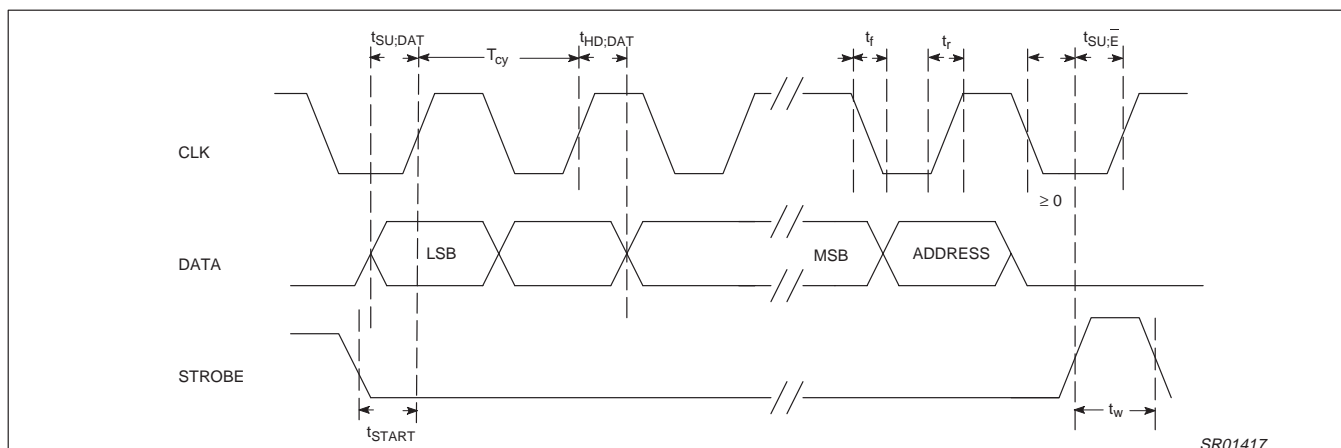 tSU;DAT
Tcy
tHD;DAT
tf
tr
tSU;E̅
CLK
≥ 0
DATA
LSB
MSB
ADDRESS
STROBE
tSTART
tw
SR01417